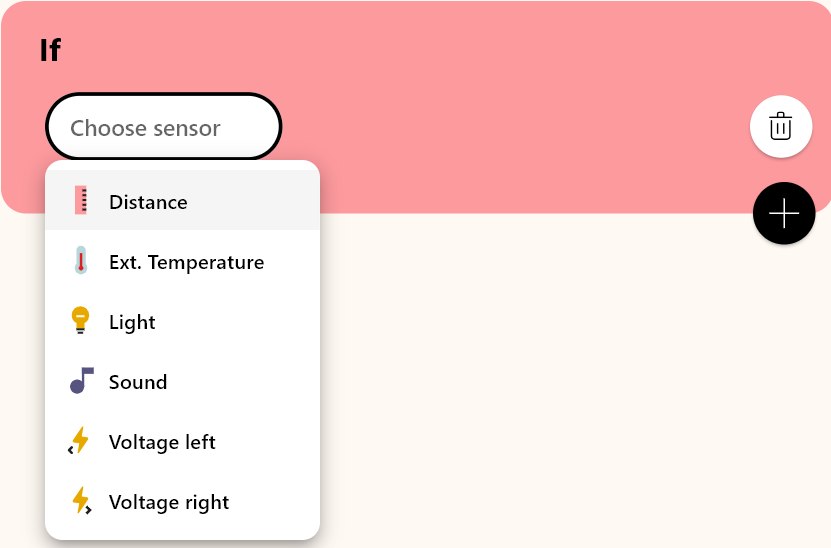 If
Choose sensor
Distance
Ext. Temperature
Light
Sound
Voltage left
Voltage right